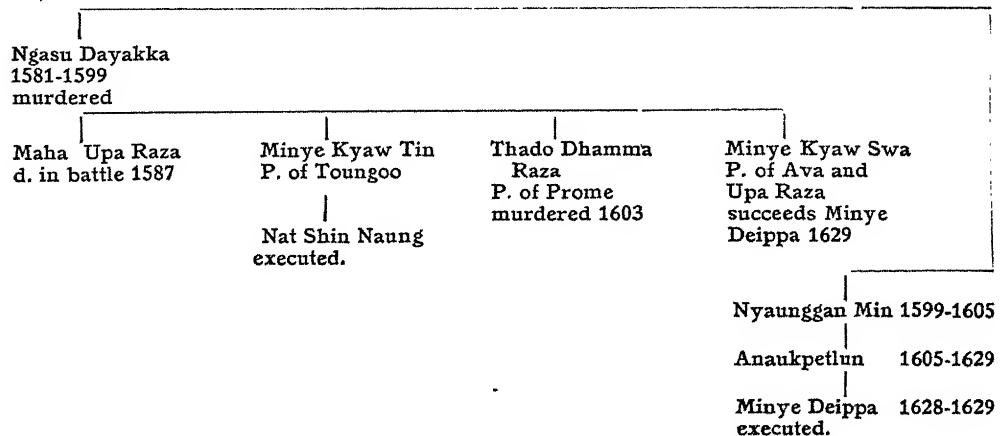 Ngasu Dayakka
1581-1599
murdered
Maha Upa Raza
d. in battle 1587
Minye Kyaw Tin
P. of Toungoo
Nat Shin Naung
executed.
Thado Dhamma
Raza
P. of Prome
murdered 1603
Minye Kyaw Swa
P. of Ava and
Upa Raza
succeeds Minye
Deippa 1629
Nyaunggan Min 1599-1605
Anaukpetlun 1605-1629
Minye Deippa 1628-1629
executed.